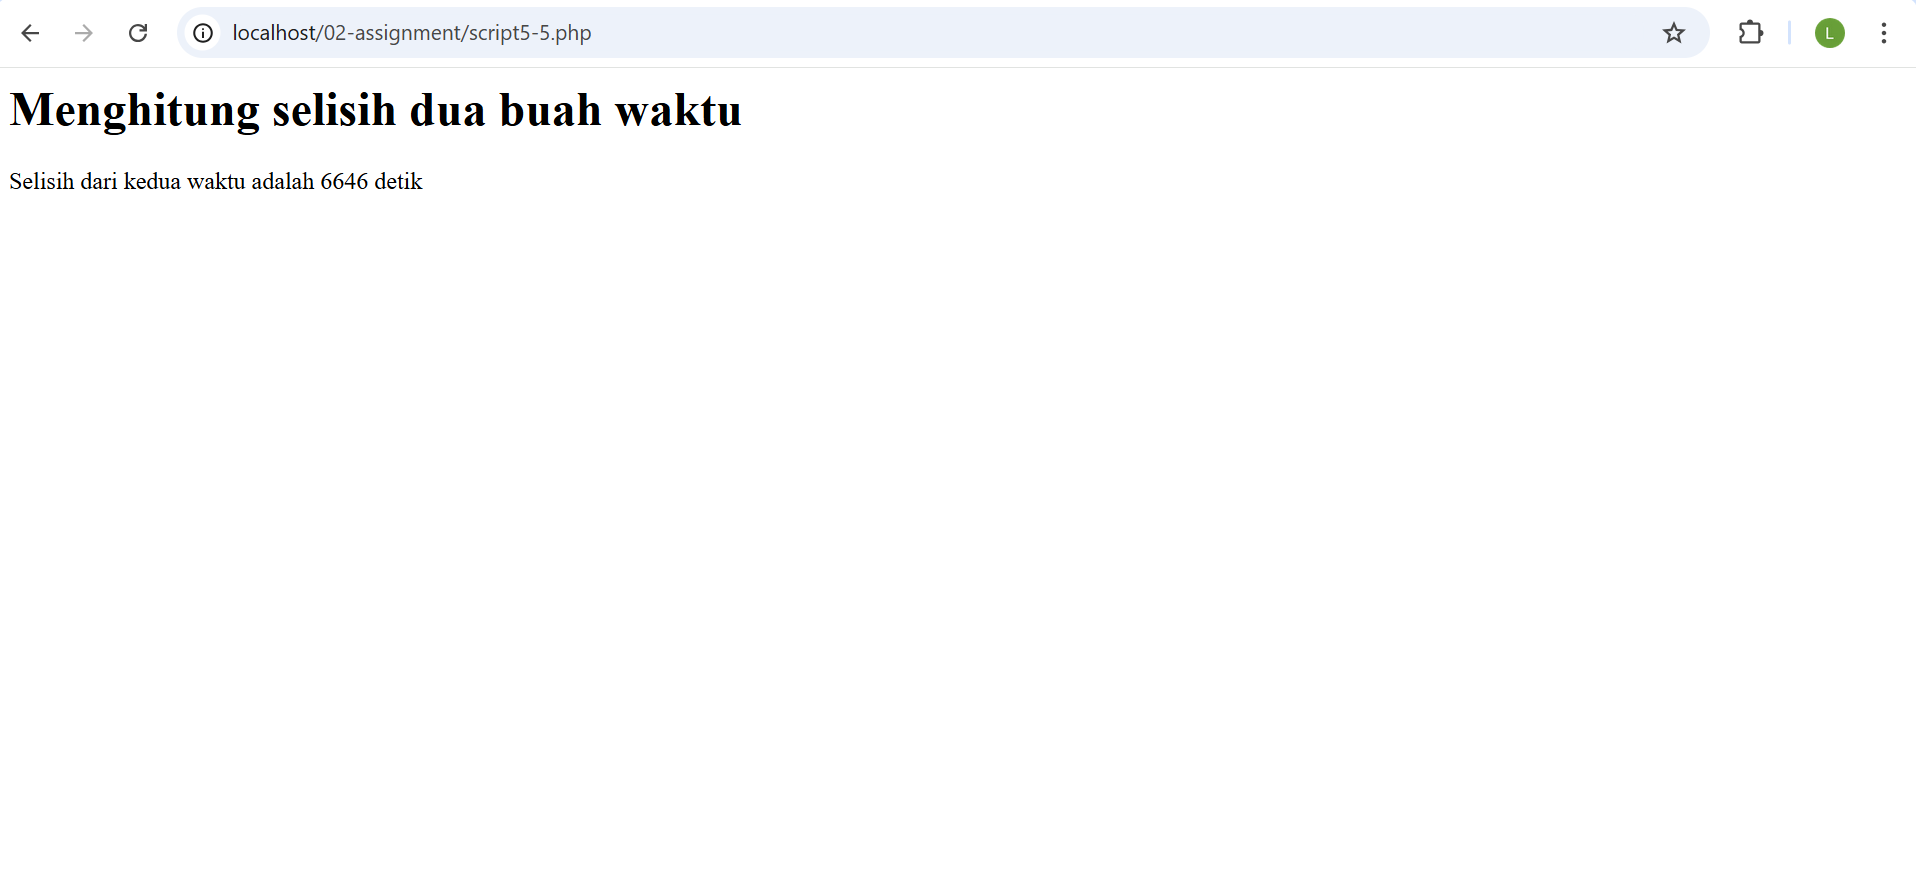 localhost/02-assignment/script5-5.php
L
Menghitung selisih dua buah waktu
Selisih dari kedua waktu adalah 6646 detik